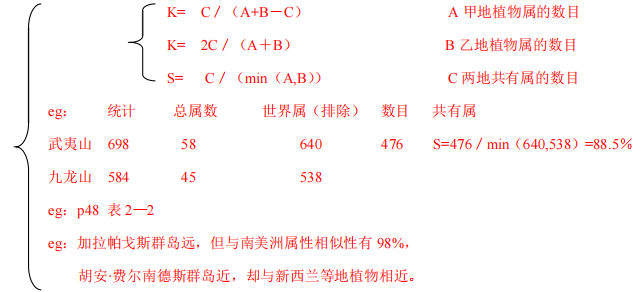 K= C / （A+B－C） A 甲地植物属的数目
K= 2C / （A＋B） B 乙地植物属的数目
S= C / （min（A,B）） C 两地共有属的数目
eg: 统计 总属数 世界属（排除） 数目 共有属
武夷山 698 58 640 476 S=476 / min（640,538）=88.5%
九龙山 584 45 538
eg: p48 表 2—2
eg: 加拉帕戈斯群岛远，但与南美洲属性相似性有 98%，
胡安·费尔南德斯群岛近，却与新西兰等地植物相近。